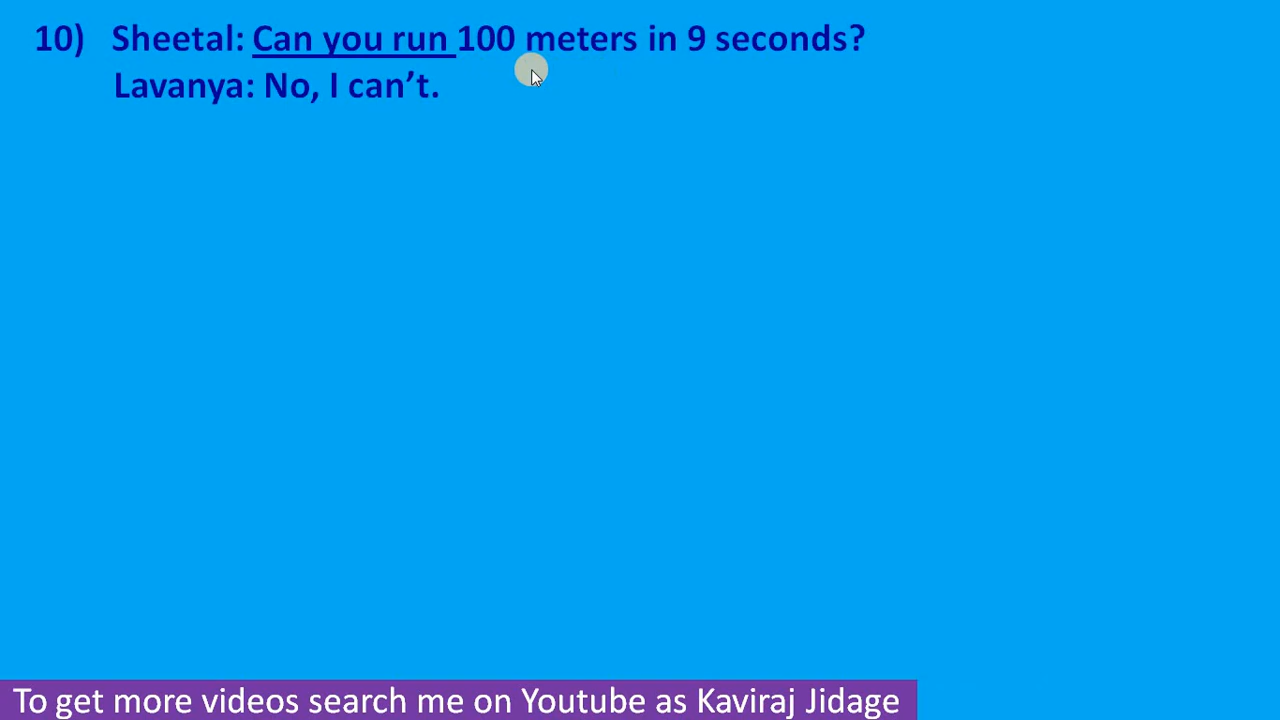 10) Sheetal: Can you run 100 meters in 9 seconds?
Lavanya: No, I can’t.
To get more videos search me on Youtube as Kaviraj Jidage